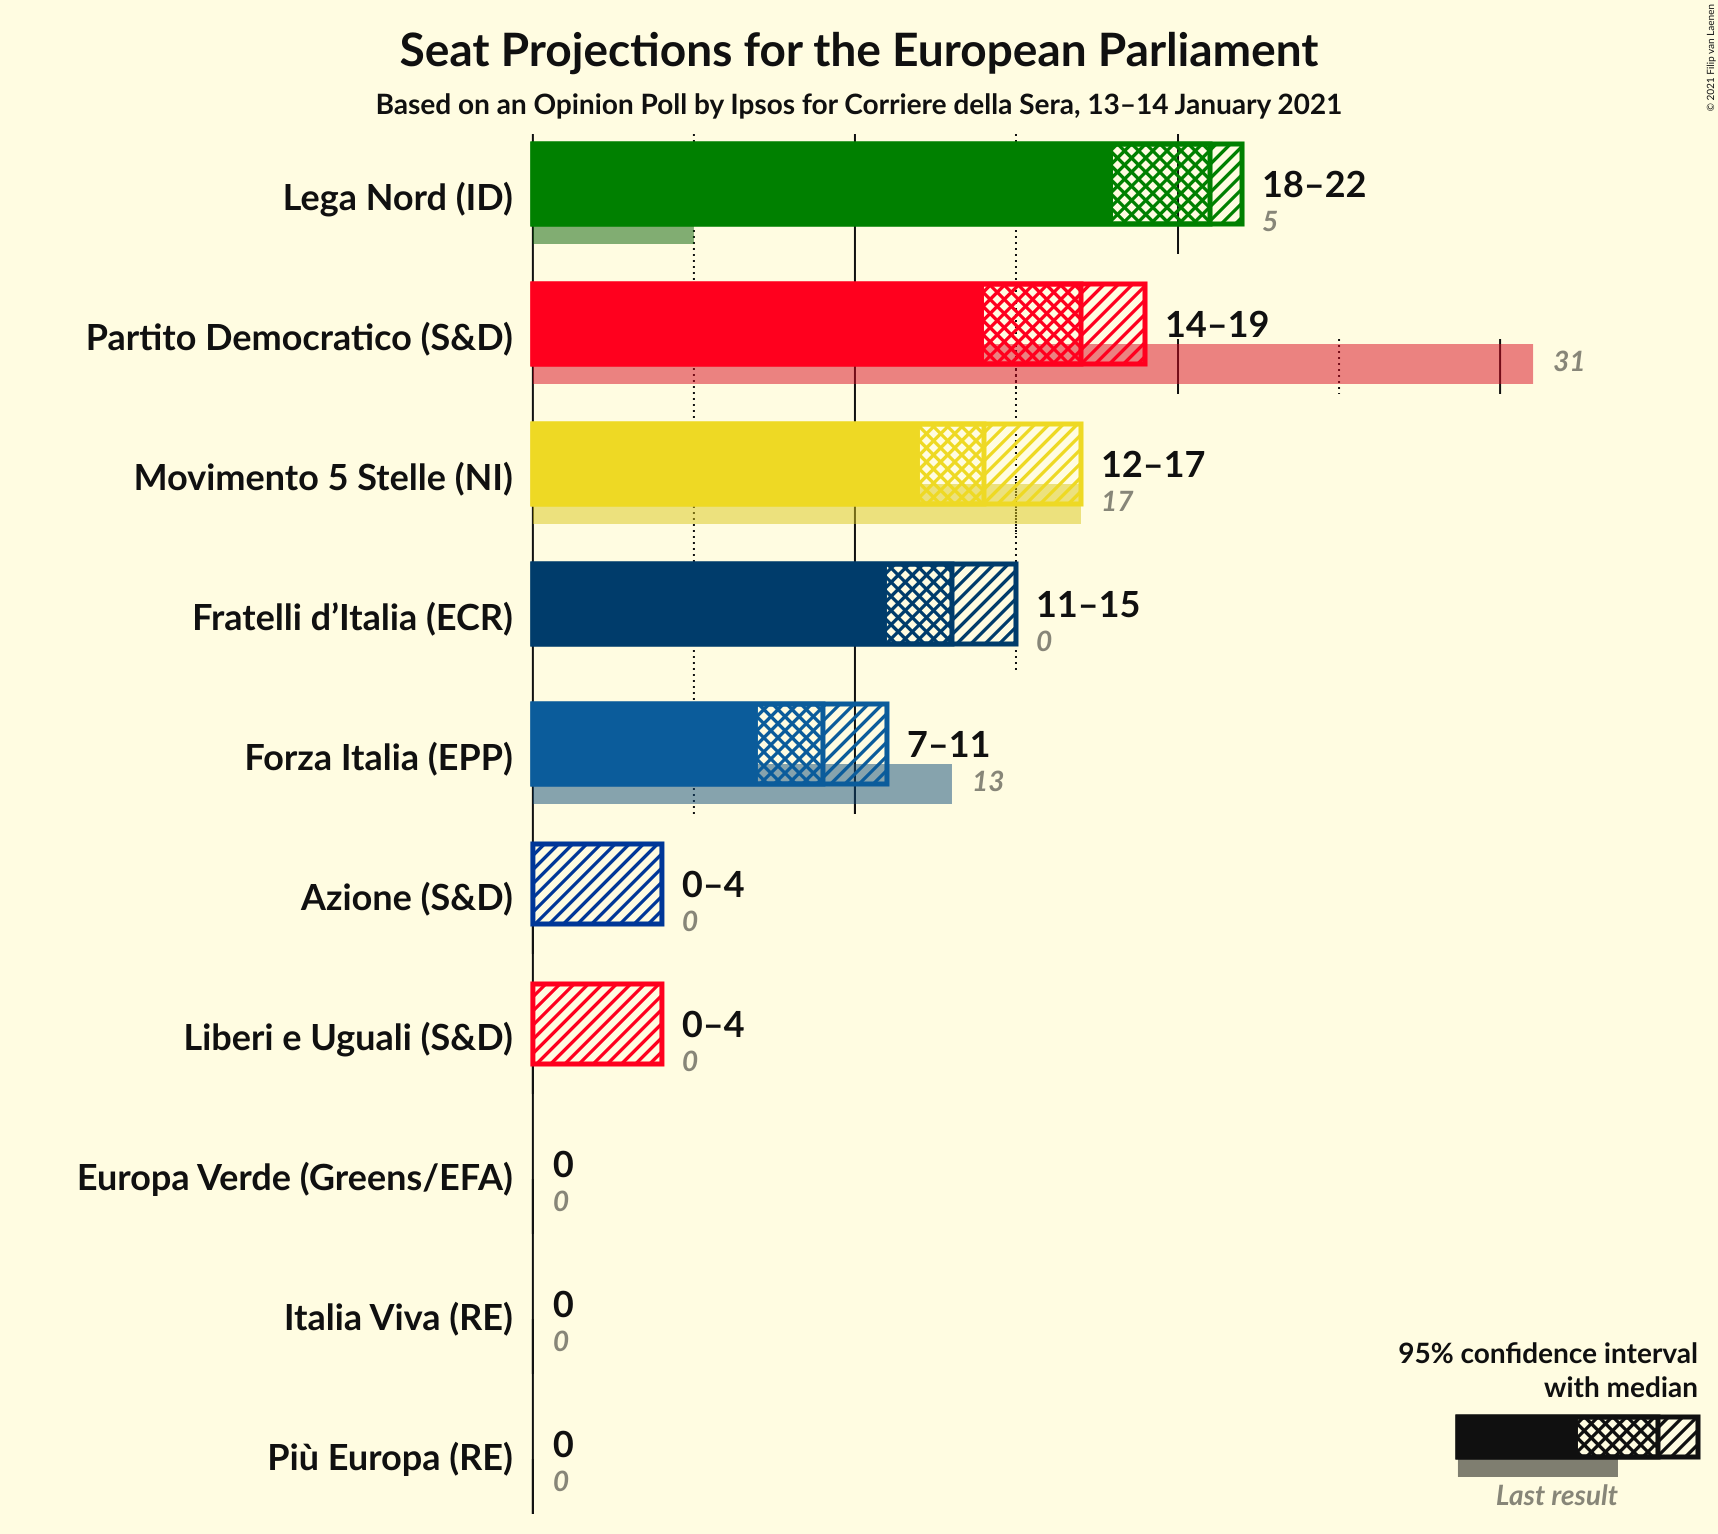 Seat Projections for the European Parliament
Based on an Opinion Poll by Ipsos for Corriere della Sera, 13–14 January 2021
© 2021 Filip van Laenen
Lega Nord (ID)
18–22
5
Partito Democratico (S&D)
14–19
31
Movimento 5 Stelle (NI)
12–17
17
Fratelli d’Italia (ECR)
11–15
0
Forza Italia (EPP)
7–11
13
Azione (S&D)
0–4
0
Liberi e Uguali (S&D)
0–4
0
Europa Verde (Greens/EFA)
0
0
Italia Viva (RE)
0
0
Più Europa (RE)
0
0
95% confidence interval
with median
Last result